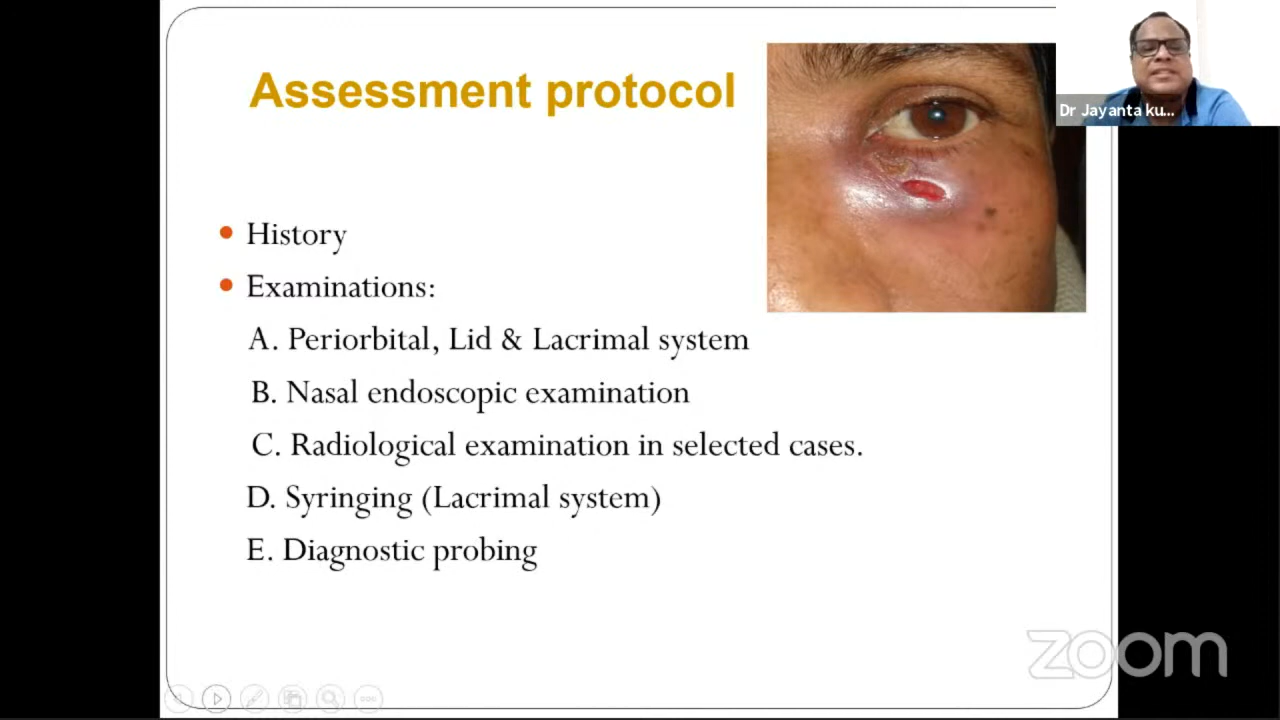 Assessment protocol
Dr Jayanta ku...
• History
• Examinations:
A. Periorbital, Lid & Lacrimal system
B. Nasal endoscopic examination
C. Radiological examination in selected cases.
D. Syringing (Lacrimal system)
E. Diagnostic probing
zoom